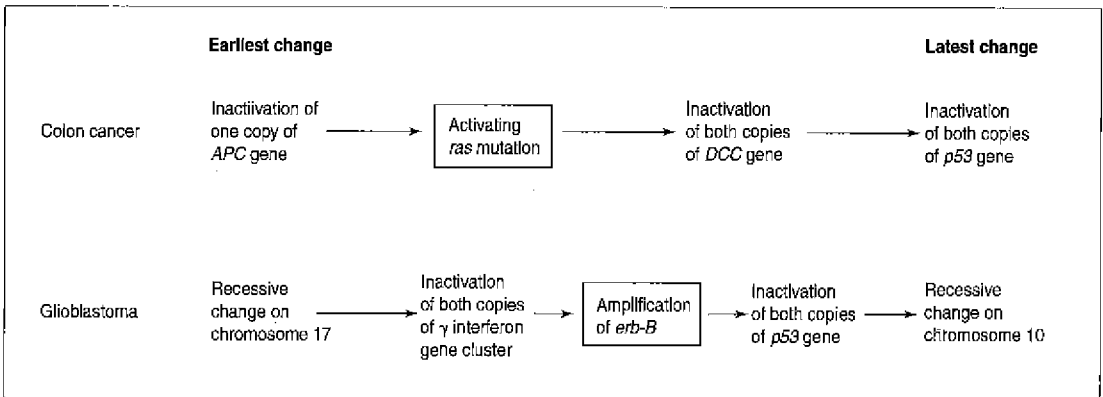 Earliest change
Latest change
Colon cancer
Inactiivation of
one copy of
APC gene
Activating
ras mutation
Inactivation
of both copies
of DCC gene
Inactivation
of both copies
of p53 gene
Glioblastoma
Recessive
change on
chromosome 17
Inactivation
of both copies
of γ interferon
gene cluster
Amplification
of erb-B
Inactivation
of both copies
of p53 gene
Recessive
change on
chromosome 10